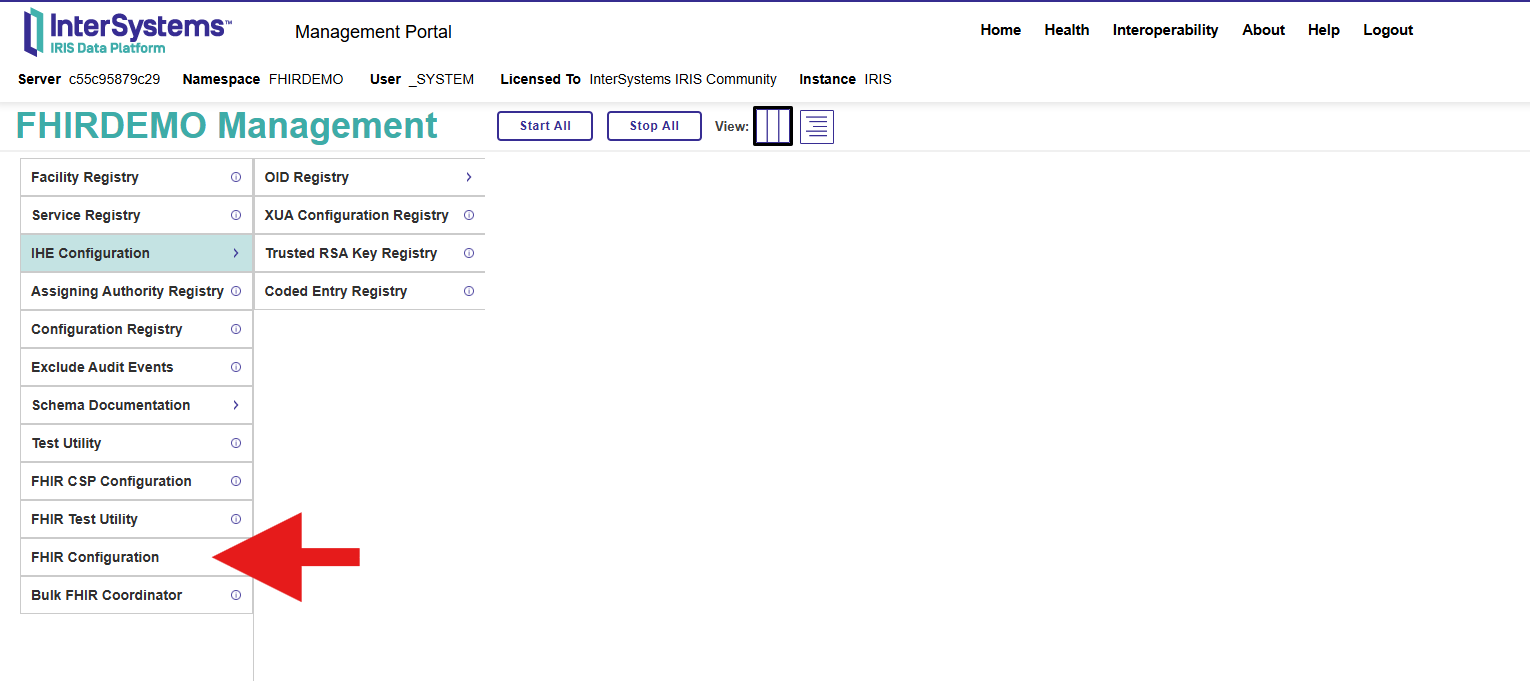 InterSystems™
IRIS Data Platform
Management Portal
Home Health Interoperability About Help Logout
Server c55c95879c29 Namespace FHIRDEMO User _SYSTEM Licensed To InterSystems IRIS Community Instance IRIS
FHIRDEMO Management
Start All
Stop All
View:
Facility Registry
Service Registry
IHE Configuration
Assigning Authority Registry
Configuration Registry
Exclude Audit Events
Schema Documentation
Test Utility
FHIR CSP Configuration
FHIR Test Utility
FHIR Configuration
Bulk FHIR Coordinator
OID Registry
XUA Configuration Registry
Trusted RSA Key Registry
Coded Entry Registry